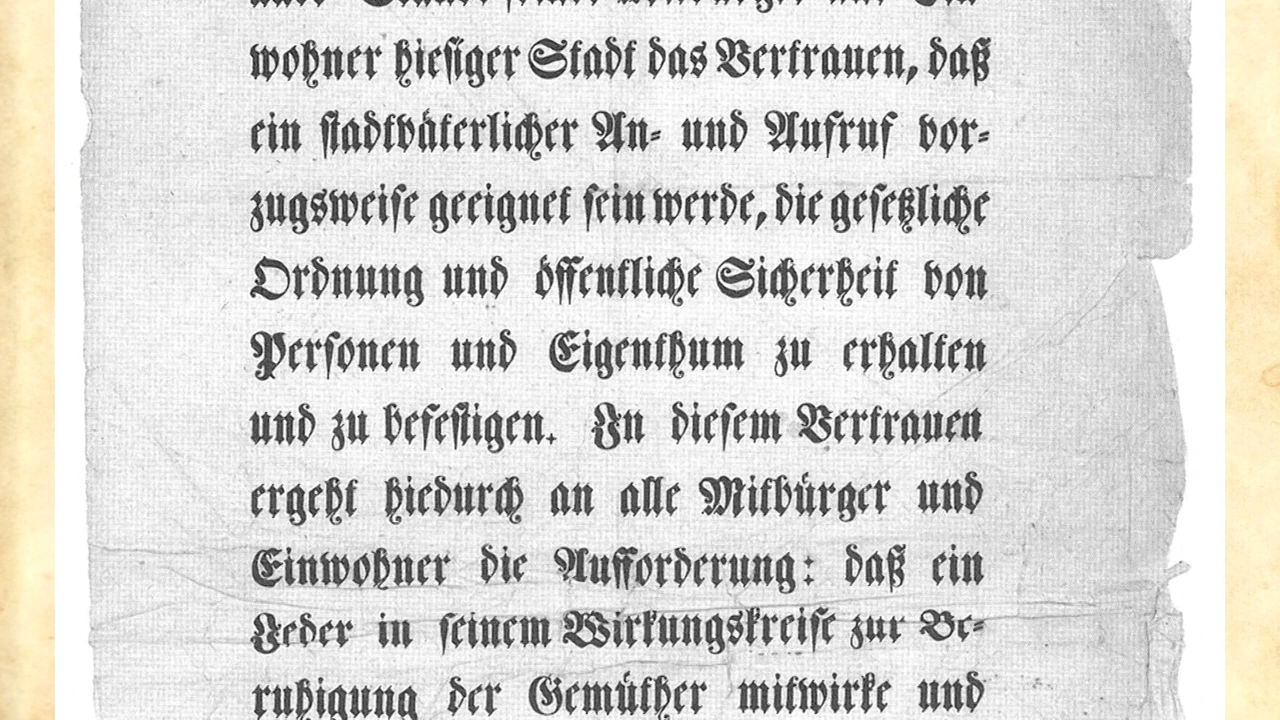 wohner hiesiger Stadt das Vertrauen, daß
ein stadtväterlicher An- und Aufruf vor-
zugsweise geeignet sein werde, die gesetzliche
Ordnung und öffentliche Sicherheit von
Personen und Eigenthum zu erhalten
und zu befestigen. In diesem Vertrauen
ergeht hiedurch an alle Mitbürger und
Einwohner die Aufforderung: daß ein
Jeder in seinem Wirkungskreise zur Be-
ruhigung der Gemüther mitwirke und